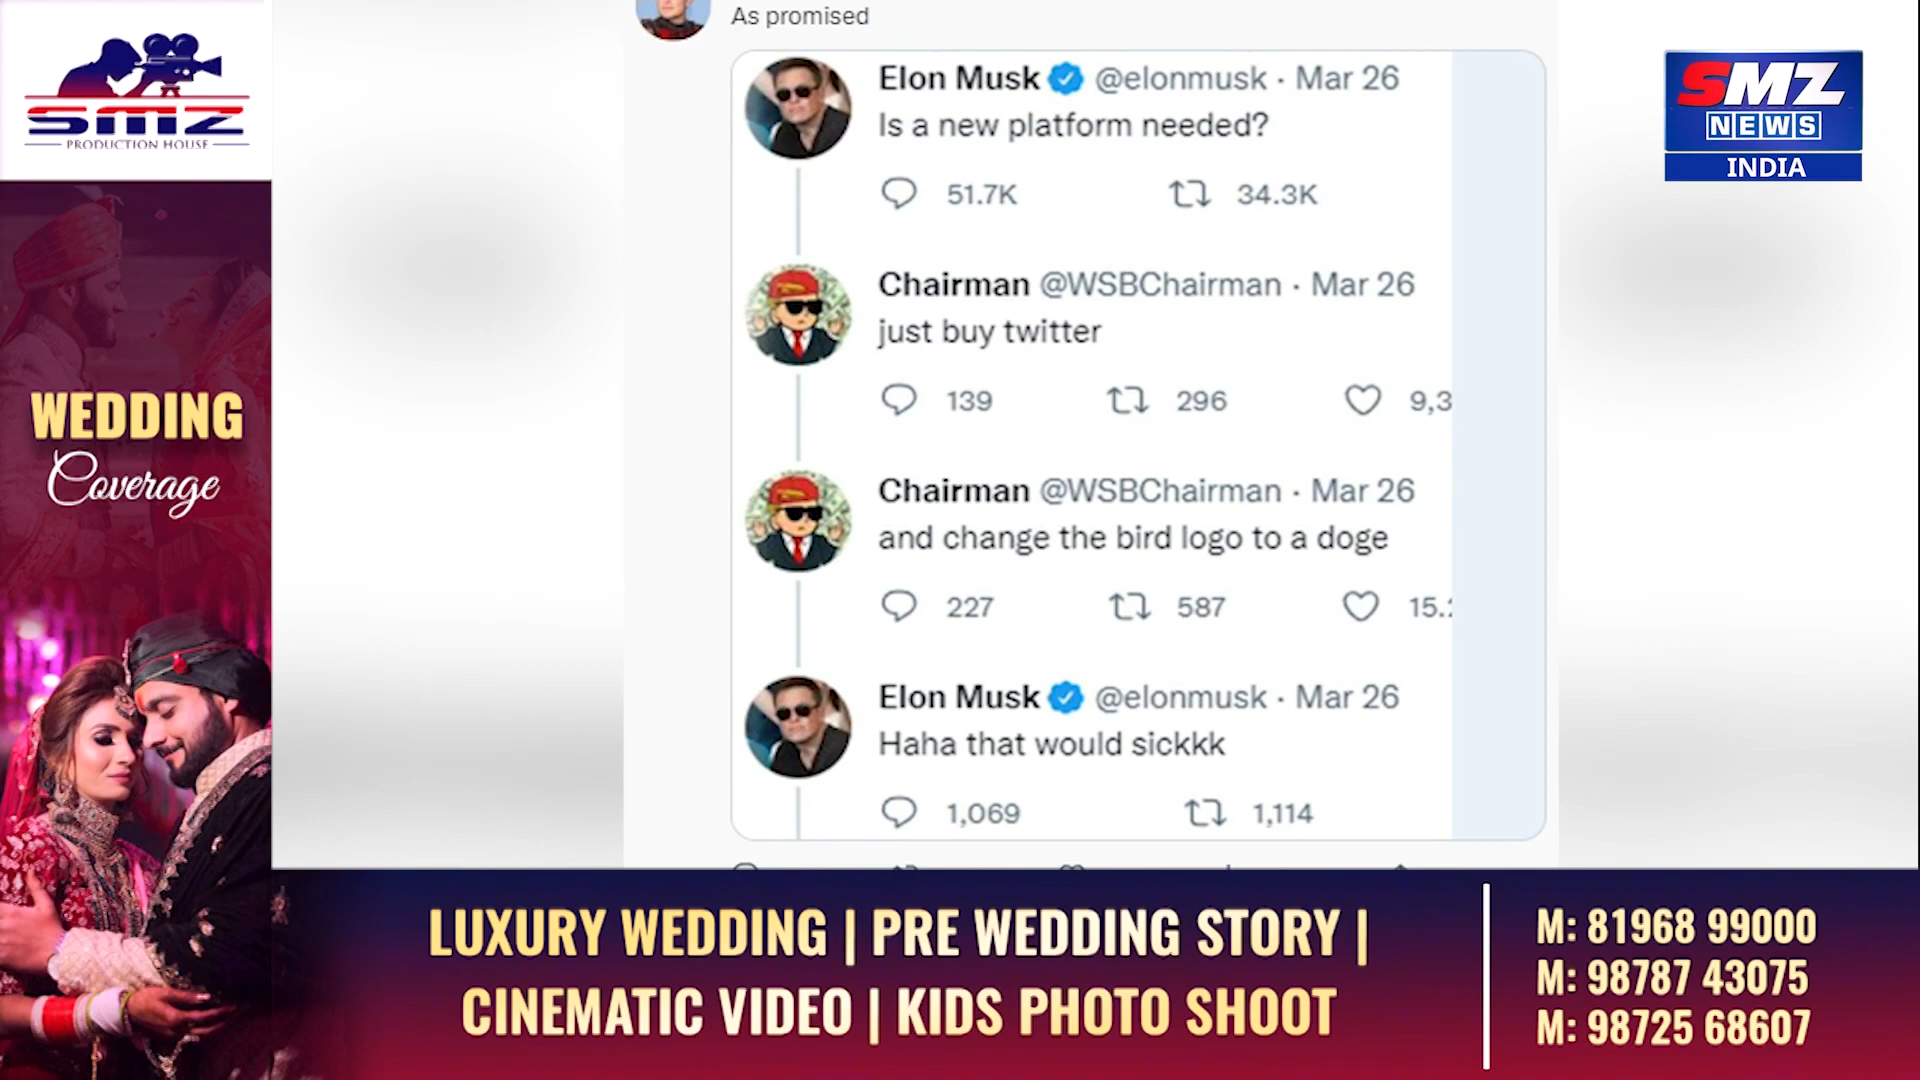 SMZ
PRODUCTION HOUSE
WEDDING
Coverage
As promised
Elon Musk @elonmusk · Mar 26
Is a new platform needed?
51.7K 34.3K
Chairman @WSBChairman · Mar 26
just buy twitter
139 296 9,3
Chairman @WSBChairman · Mar 26
and change the bird logo to a doge
227 587 15.
Elon Musk @elonmusk · Mar 26
Haha that would sickkk
1,069 1,114
SMZ
NEWS
INDIA
LUXURY WEDDING | PRE WEDDING STORY |
CINEMATIC VIDEO | KIDS PHOTO SHOOT
M: 81968 99000
M: 98787 43075
M: 98725 68607